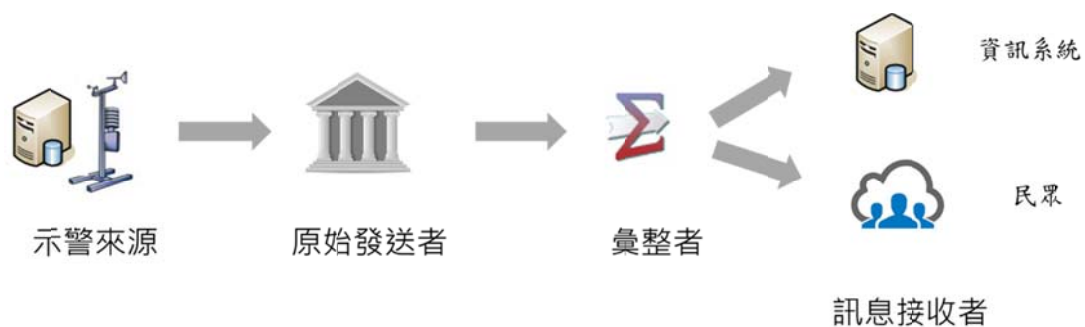 資訊系統
民眾
示警來源
原始發送者
彙整者
訊息接收者